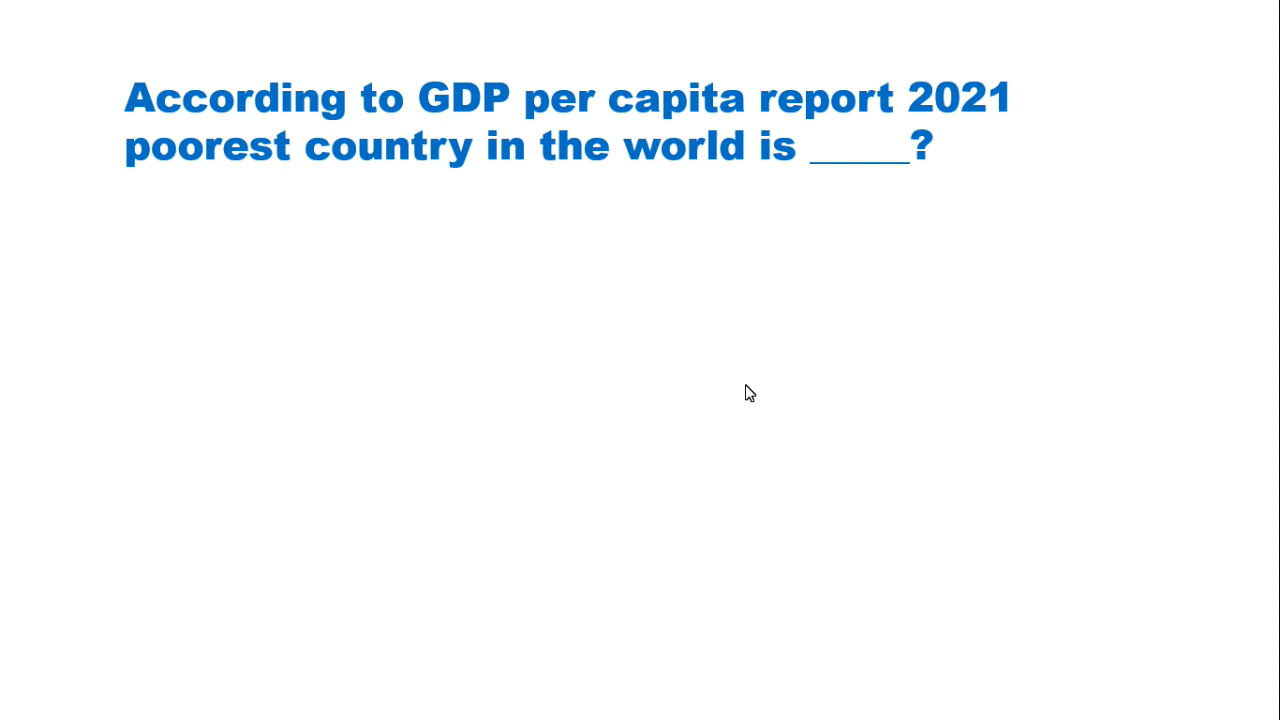 According to GDP per capita report 2021
poorest country in the world is _____?